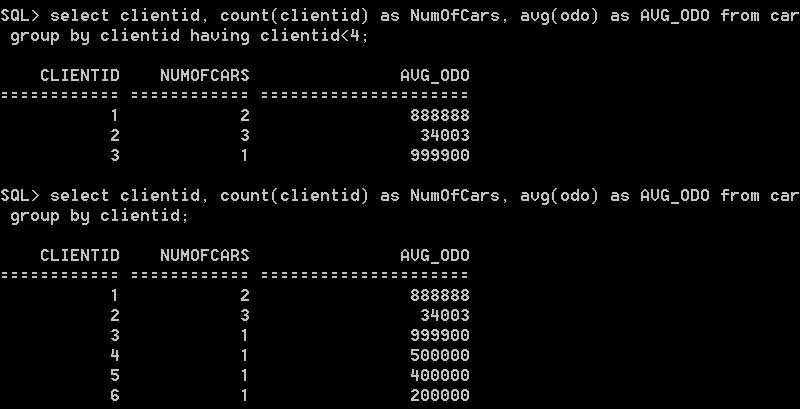 SQL> select clientid, count(clientid) as NumOfCars, avg(odo) as AVG_ODO from car
group by clientid having clientid<4;
CLIENTID NUMOFCARS AVG_ODO
============ ============ =====================
1 2 888888
2 3 34003
3 1 999900
SQL> select clientid, count(clientid) as NumOfCars, avg(odo) as AVG_ODO from car
group by clientid;
CLIENTID NUMOFCARS AVG_ODO
============ ============ =====================
1 2 888888
2 3 34003
3 1 999900
4 1 500000
5 1 400000
6 1 200000